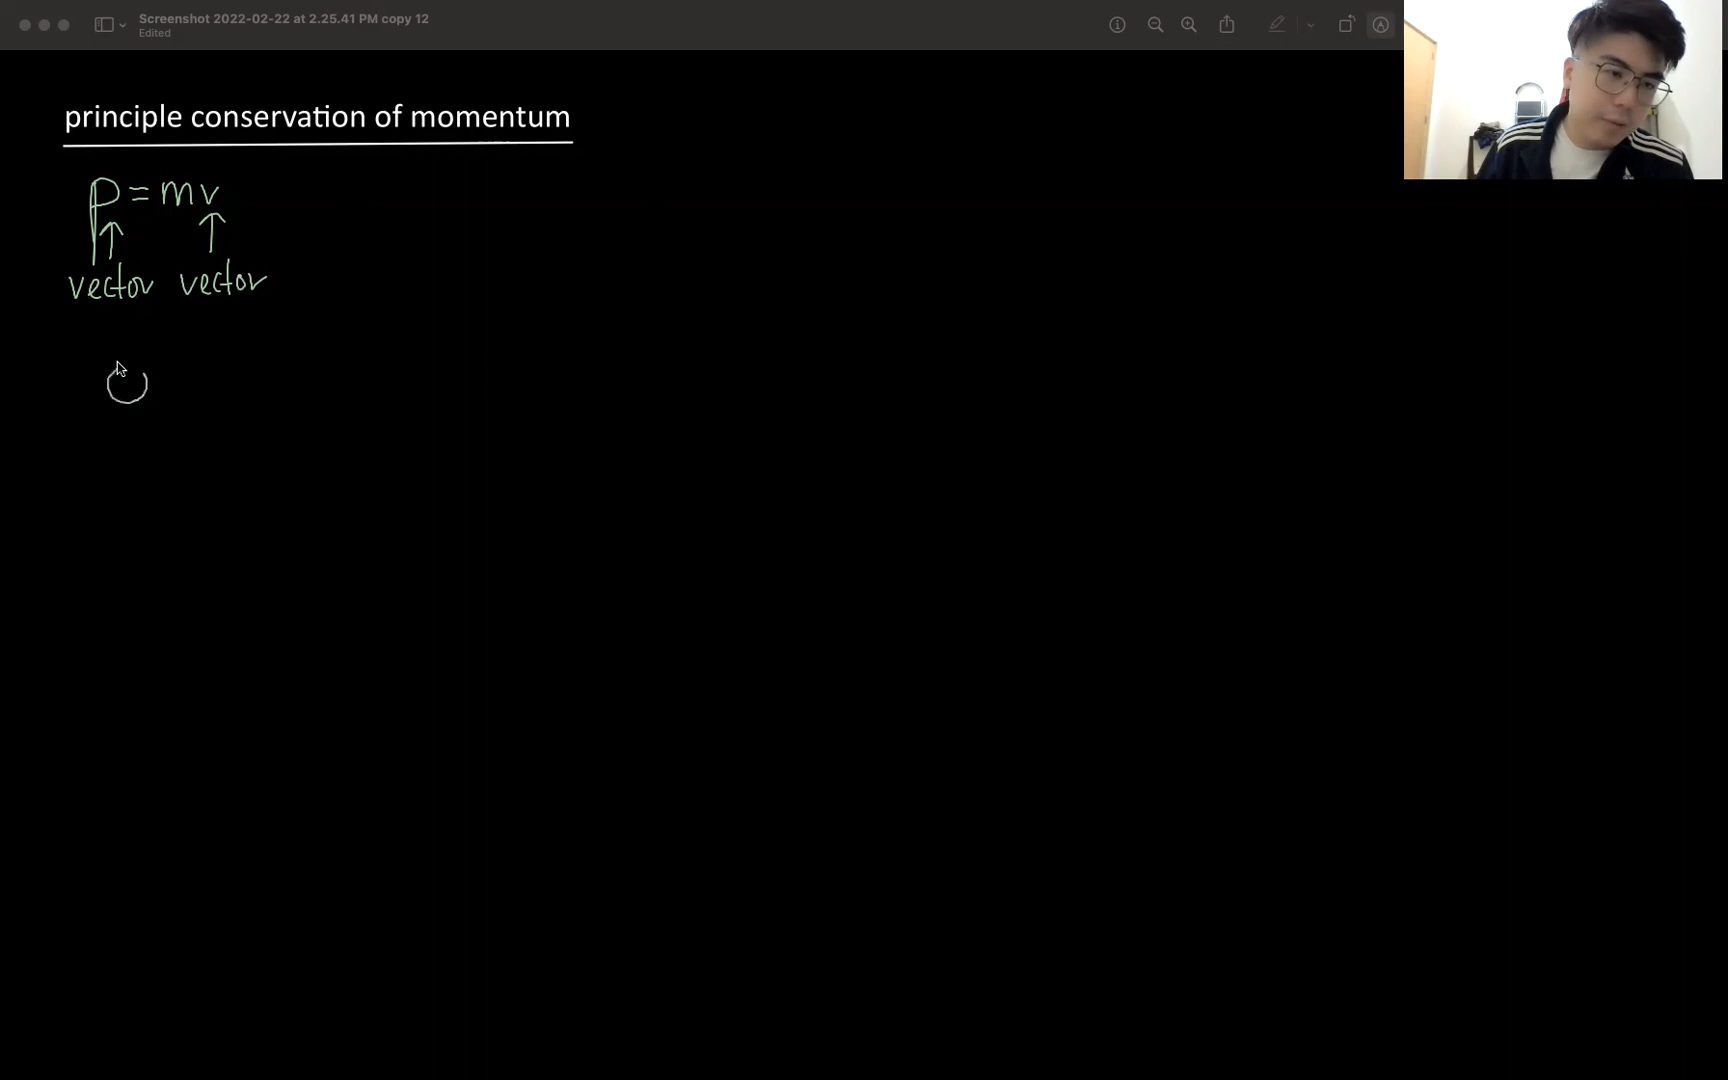 Screenshot 2022-02-22 at 2.25.41 PM copy 12
Edited
principle conservation of momentum
p = mv
vector vector